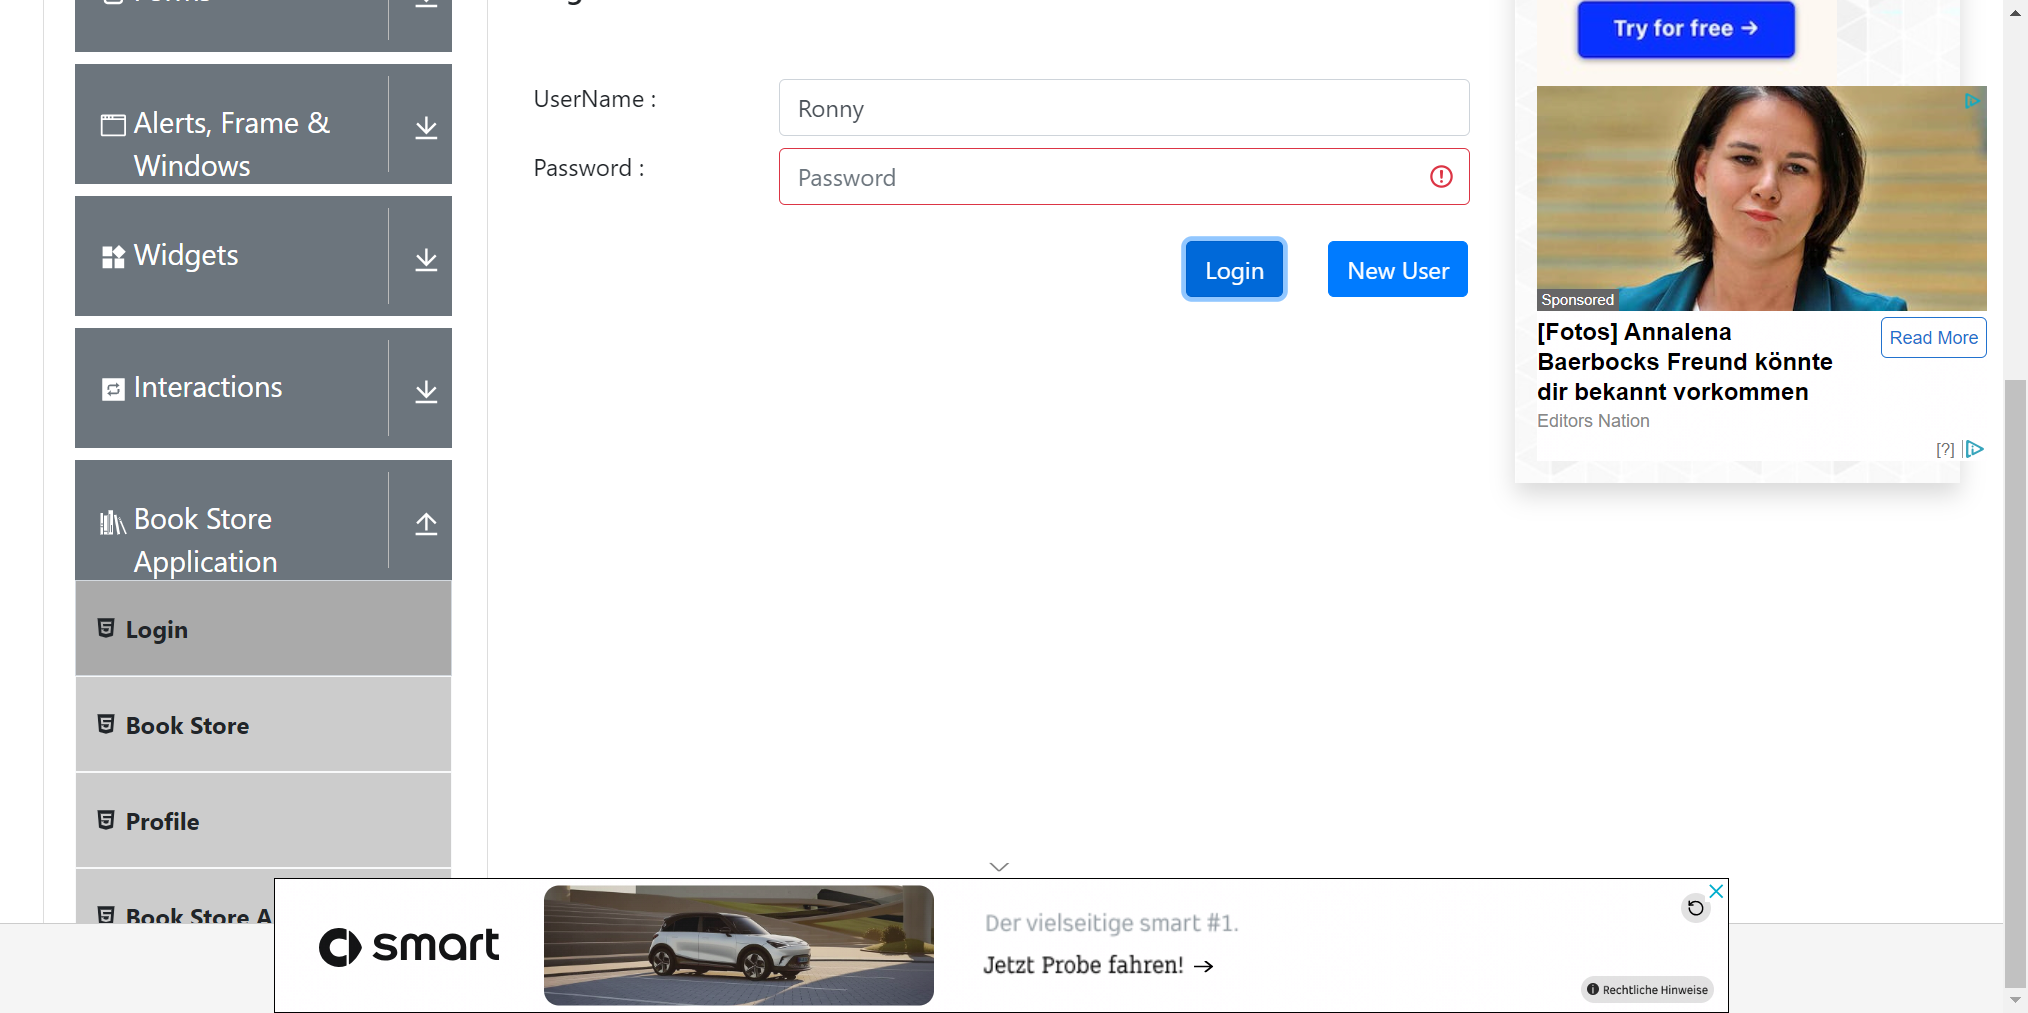 Alerts, Frame &
Windows
Widgets
Interactions
Book Store
Application
Login
Book Store
Profile
Book Store A
UserName :
Ronny
Password :
Password
Login
New User
Try for free →
Sponsored
[Fotos] Annalena
Baerbocks Freund könnte
dir bekannt vorkommen
Read More
Editors Nation
[?]
smart
Der vielseitige smart #1.
Jetzt Probe fahren! →
Rechtliche Hinweise